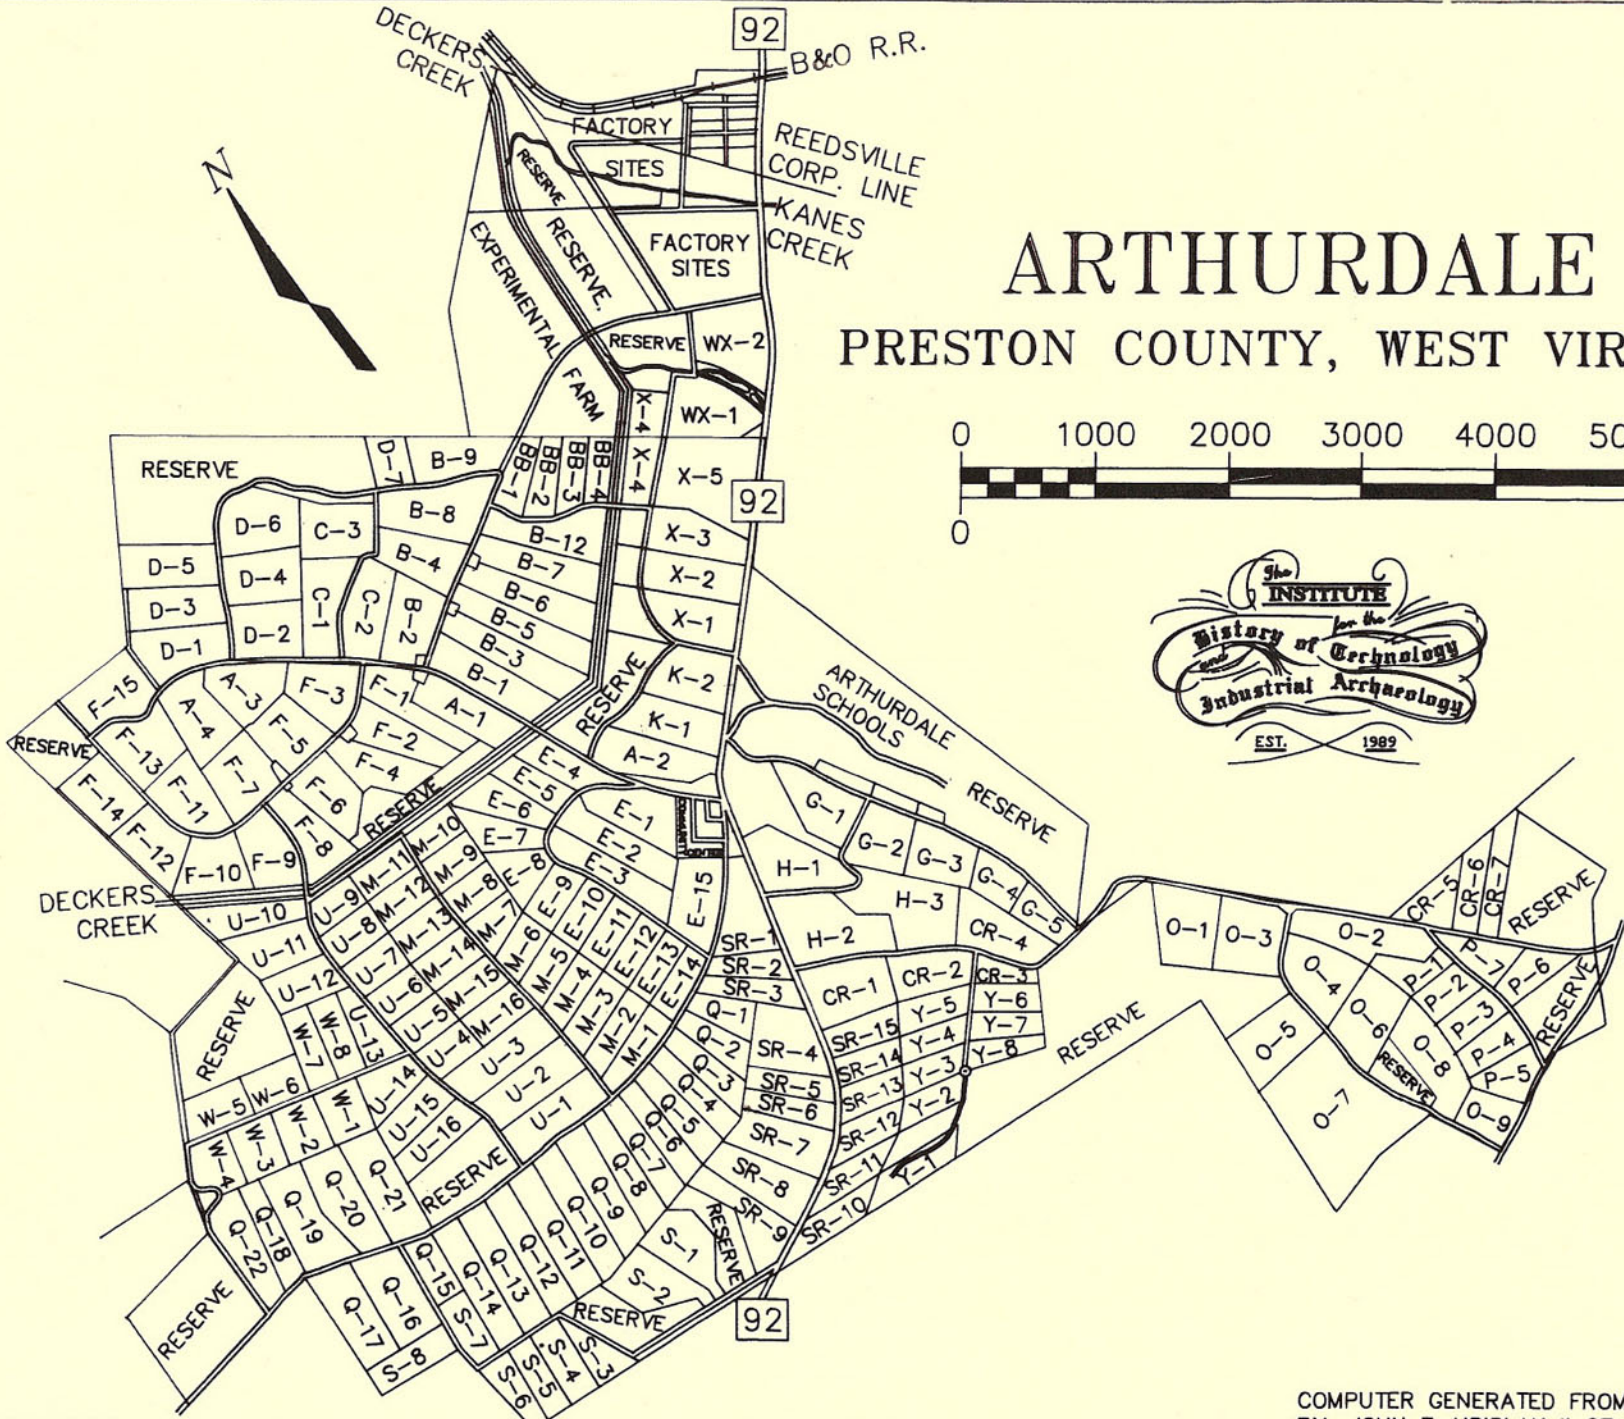 92
DECKERS
CREEK
B&O R.R.
N
FACTORY
SITES
RESERVE
REEDSVILLE
CORP. LINE
KANES
CREEK
EXPERIMENTAL
FARM
RESERVE.
FACTORY
SITES
ARTHURDALE
PRESTON COUNTY, WEST VIR
RESERVE
WX-2
WX-1
X-4
X-4
X-5
0 1000 2000 3000 4000 50
0
92
RESERVE
D-7
B-9
BB-1
BB-2
BB-3
BB-4
D-6
C-3
B-8
B-12
X-3
D-5
D-4
B-4
B-7
X-2
D-3
C-1
C-2
B-2
B-6
B-5
X-1
D-1
D-2
B-3
B-1
RESERVE
K-2
K-1
A-2
The
INSTITUTE
for the
History of Technology
and
Industrial Archaeology
EST. 1989
ARTHURDALE
SCHOOLS
RESERVE
F-15
A-4
A-3
F-3
F-1
A-1
RESERVE
F-13
F-11
F-7
F-5
F-2
F-4
F-6
F-8
RESERVE
F-14
F-12
F-10
F-9
E-4
E-5
E-6
E-7
E-8
E-1
E-2
E-3
COMMUNITY
CENTER
E-15
G-1
G-2
G-3
G-4
G-5
H-1
H-2
H-3
CR-4
DECKERS
CREEK
U-10
U-11
U-12
U-13
U-9
U-8
U-7
U-6
U-5
U-4
U-3
U-2
U-1
M-10
M-9
M-8
M-7
M-6
M-5
M-4
M-3
M-2
M-1
M-11
M-12
M-13
M-14
M-15
M-16
E-9
E-10
E-11
E-12
E-13
E-14
SR-1
SR-2
SR-3
SR-4
SR-5
SR-6
SR-7
SR-8
SR-9
SR-10
SR-11
SR-12
SR-13
SR-14
SR-15
CR-1
CR-2
CR-3
Y-5
Y-4
Y-3
Y-2
Y-1
Y-6
Y-7
Y-8
RESERVE
O-1
O-3
O-2
O-4
O-5
O-6
O-7
O-8
O-9
RESERVE
CR-5
CR-6
CR-7
RESERVE
P-1
P-2
P-3
P-4
P-5
P-6
P-7
RESERVE
RESERVE
W-7
W-8
W-5
W-6
W-4
W-3
W-2
W-1
U-14
U-15
U-16
RESERVE
Q-1
Q-2
Q-3
Q-4
Q-5
Q-6
Q-7
Q-8
Q-9
Q-10
Q-11
Q-12
Q-13
Q-14
Q-15
Q-16
Q-17
Q-18
Q-19
Q-20
Q-21
Q-22
S-1
S-2
RESERVE
RESERVE
S-3
S-4
S-5
S-6
S-7
S-8
RESERVE
92
COMPUTER GENERATED FROM